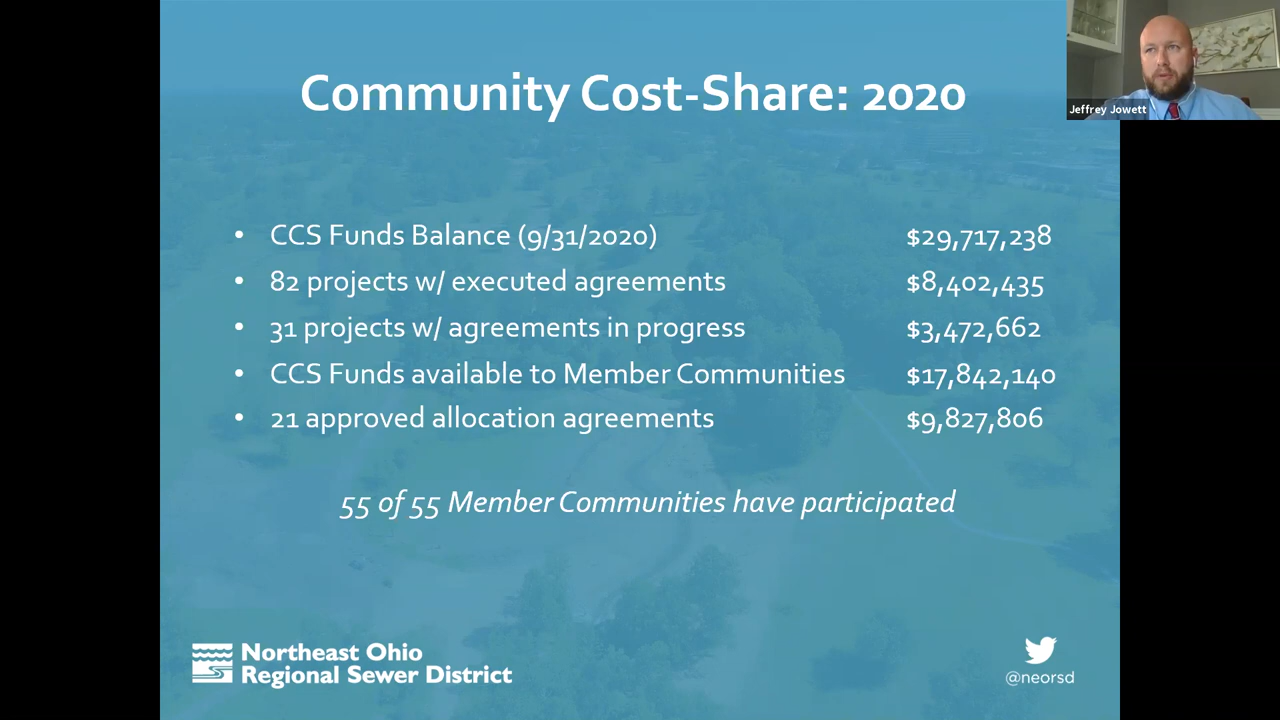 Community Cost-Share: 2020
Jeffrey Jowett
• CCS Funds Balance (9/31/2020) $29,717,238
• 82 projects w/ executed agreements $8,402,435
• 31 projects w/ agreements in progress $3,472,662
• CCS Funds available to Member Communities $17,842,140
• 21 approved allocation agreements $9,827,806
55 of 55 Member Communities have participated
Northeast Ohio
Regional Sewer District
@neorsd